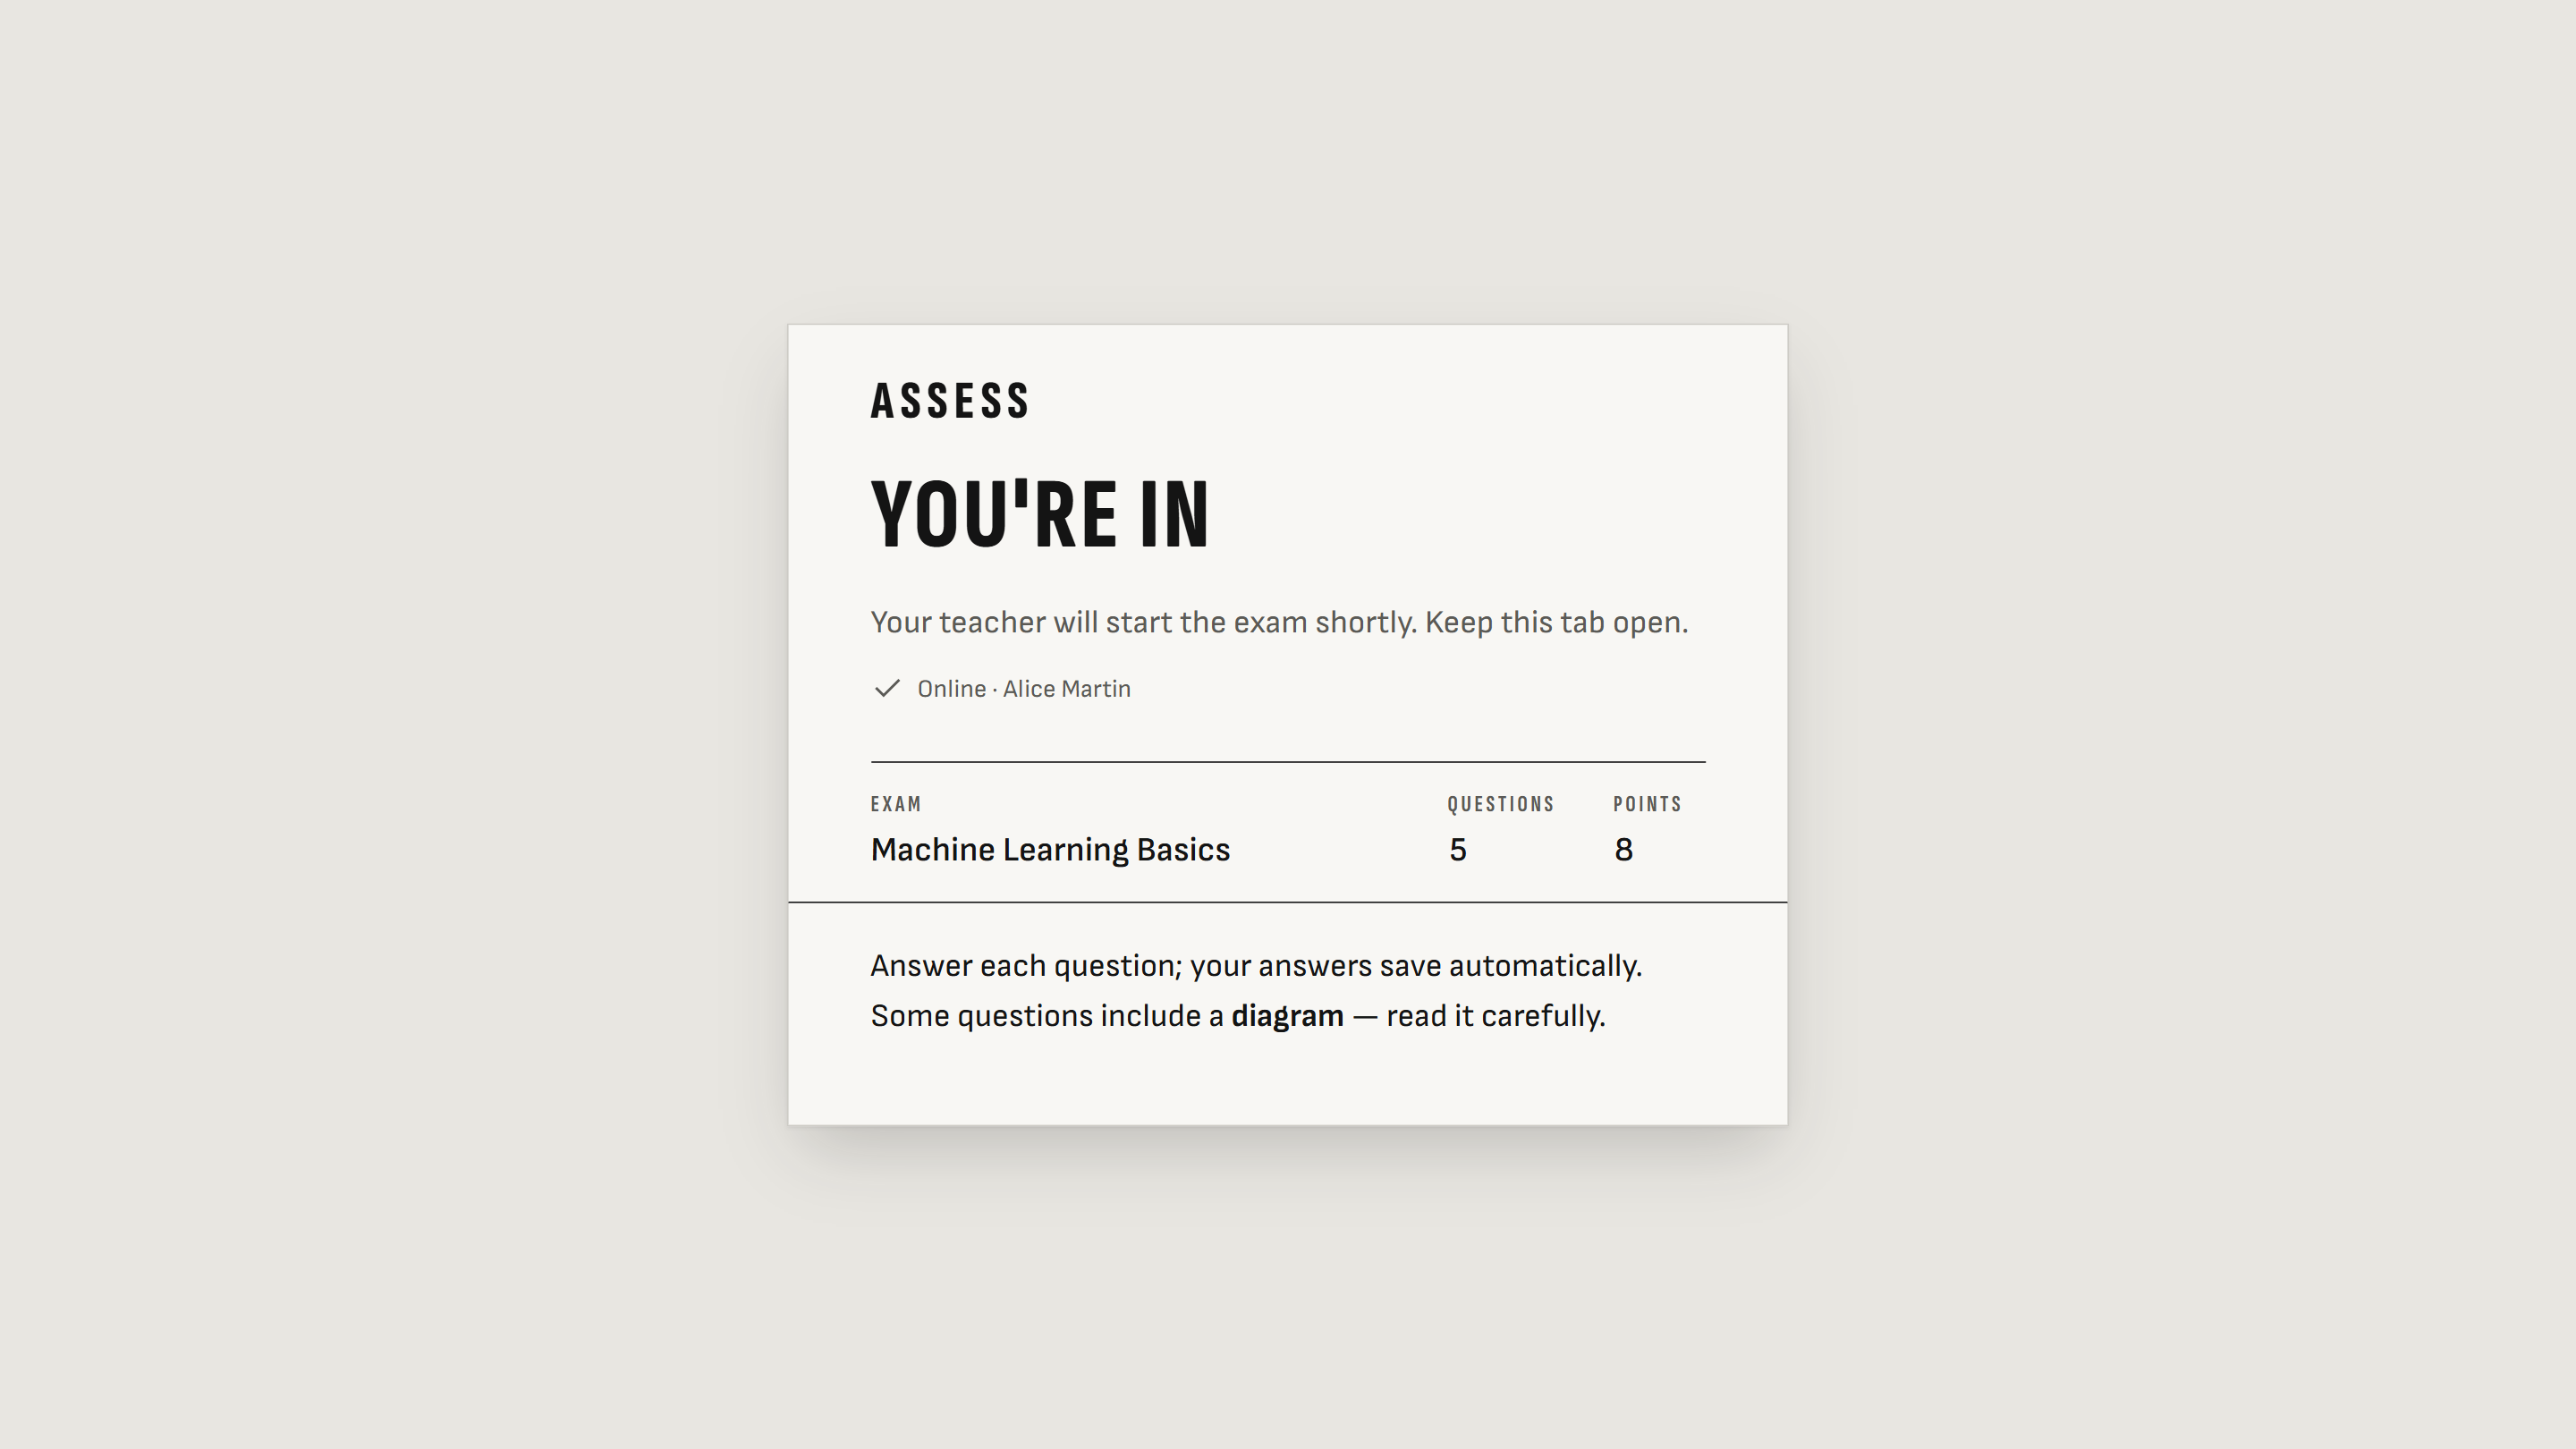 ASSESS
YOU'RE IN
Your teacher will start the exam shortly. Keep this tab open.
Online · Alice Martin
EXAM QUESTIONS POINTS
Machine Learning Basics 5 8
Answer each question; your answers save automatically.
Some questions include a diagram — read it carefully.